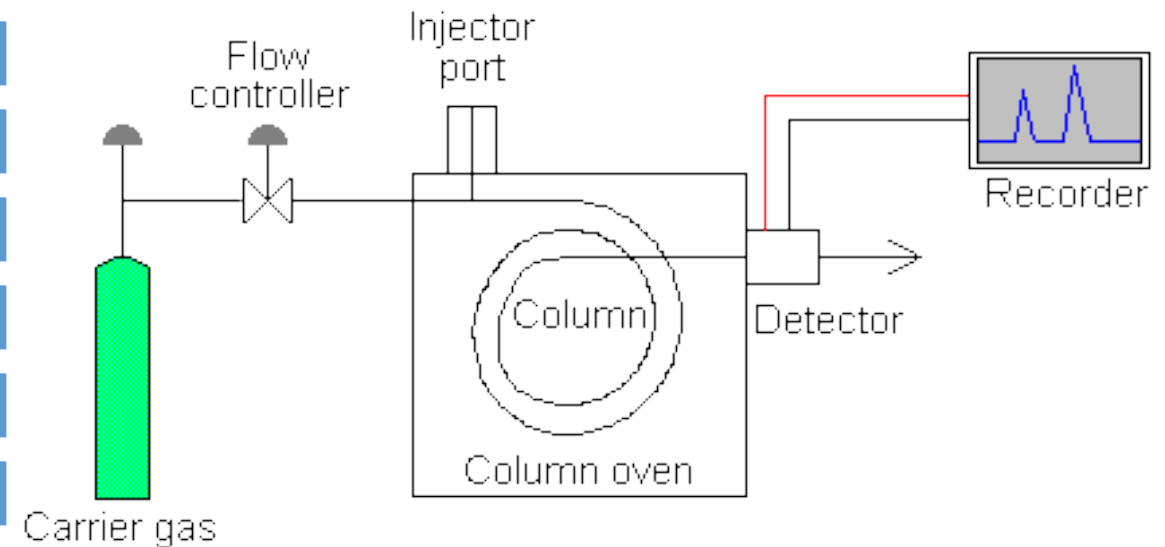 Injector
port
Flow
controller
Recorder
Column
Detector
Column oven
Carrier gas